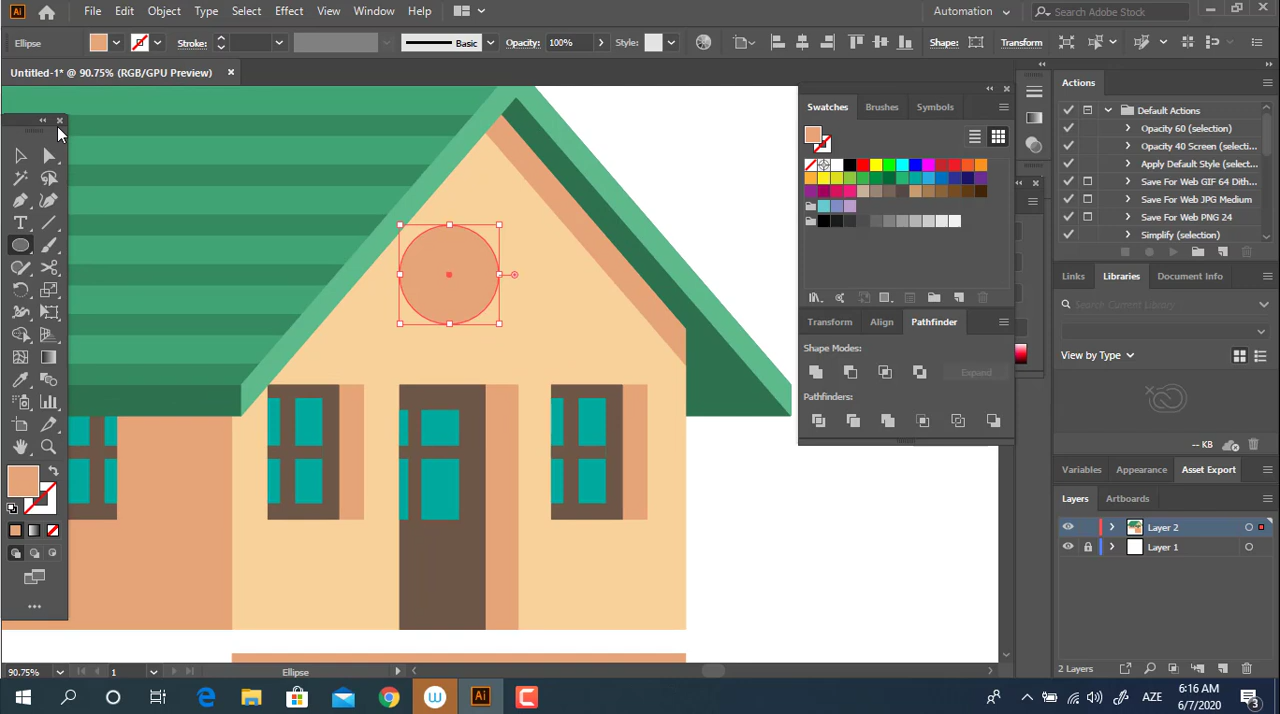 Ai File Edit Object Type Select Effect View Window Help Automation Search Adobe Stock
Ellipse Stroke: Basic Opacity: 100% Style: Shape: Transform
Untitled-1* @ 90.75% (RGB/GPU Preview)
Swatches Brushes Symbols
Transform Align Pathfinder
Shape Modes:
Expand
Pathfinders:
Actions
Default Actions
Opacity 60 (selection)
Opacity 40 Screen (selecti...
Apply Default Style (select...
Save For Web GIF 64 Dith...
Save For Web JPG Medium
Save For Web PNG 24
Simplify (selection)
Links Libraries Document Info
Search Current Library
View by Type
-- KB
Variables Appearance Asset Export
Layers Artboards
Layer 2
Layer 1
2 Layers
90.75% 1 Ellipse
Ai AZE 6:16 AM
6/7/2020 3